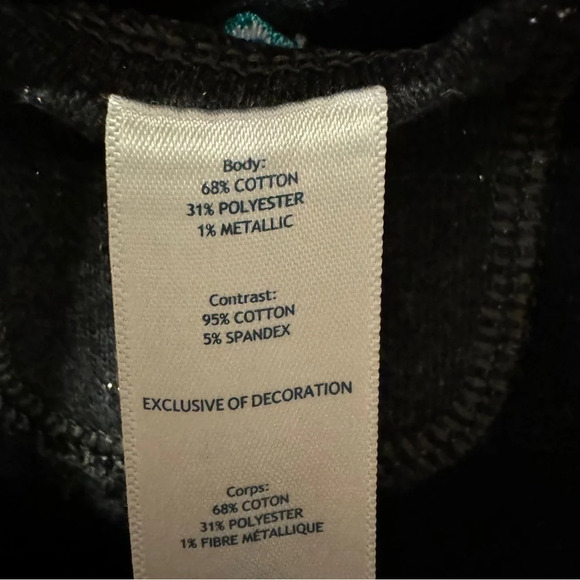 Body:
68% COTTON
31% POLYESTER
1% METALLIC
Contrast:
95% COTTON
5% SPANDEX
EXCLUSIVE OF DECORATION
Corps:
68% COTON
31% POLYESTER
1% FIBRE MÉTALLIQUE